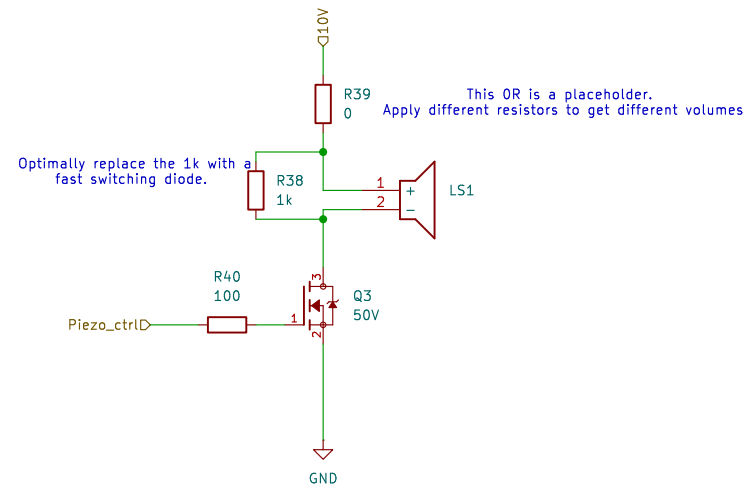 10V
R39
0
This 0R is a placeholder.
Apply different resistors to get different volumes
Optimally replace the 1k with a
fast switching diode.
R38
1k
1
+
2
−
LS1
R40
100
3
Q3
50V
Piezo_ctrl
1
2
GND